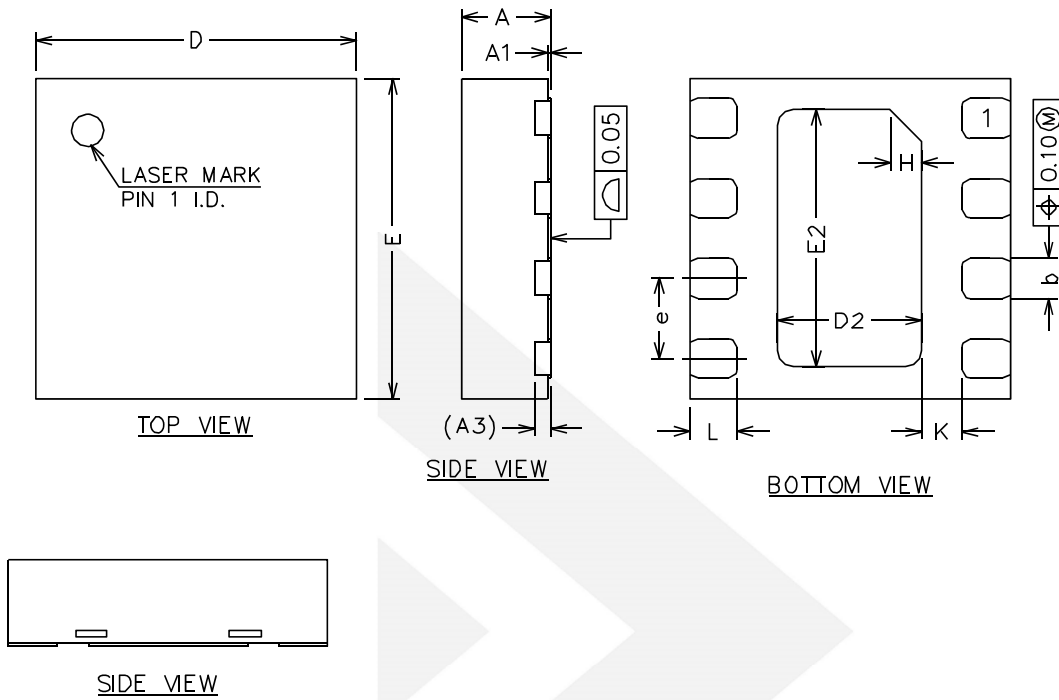 D
LASER MARK
PIN 1 I.D.
E
TOP VIEW
A
A1
0.05
(A3)
SIDE VIEW
1
H
E2
D2
e
L
K
b
0.10 Ⓜ
BOTTOM VIEW
SIDE VIEW